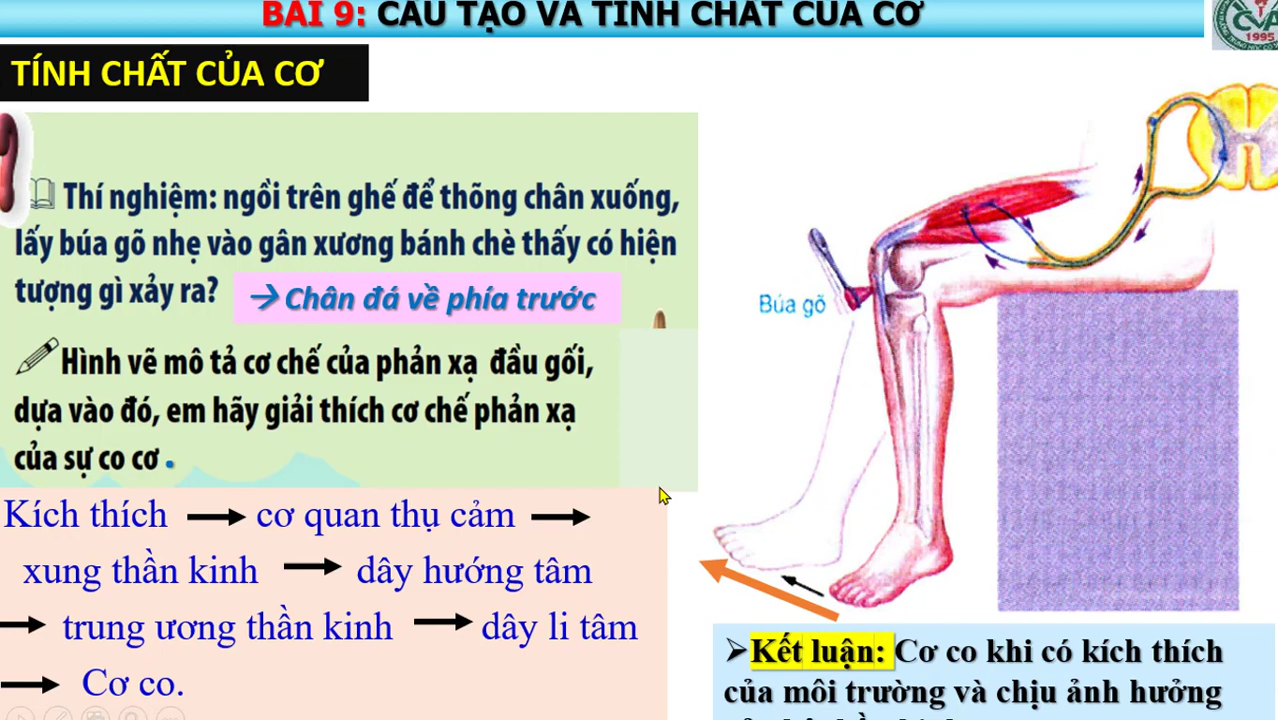 BÀI 9: CẤU TẠO VÀ TÍNH CHẤT CỦA CƠ
TÍNH CHẤT CỦA CƠ
Thí nghiệm: ngồi trên ghế để thõng chân xuống,
lấy búa gõ nhẹ vào gân xương bánh chè thấy có hiện
tượng gì xảy ra?
→ Chân đá về phía trước
Hình vẽ mô tả cơ chế của phản xạ đầu gối,
dựa vào đó, em hãy giải thích cơ chế phản xạ
của sự co cơ.
Kích thích → cơ quan thụ cảm →
xung thần kinh → dây hướng tâm
→ trung ương thần kinh → dây li tâm
→ Cơ co.
Búa gõ
➢Kết luận: Cơ co khi có kích thích
của môi trường và chịu ảnh hưởng
CVA
1995